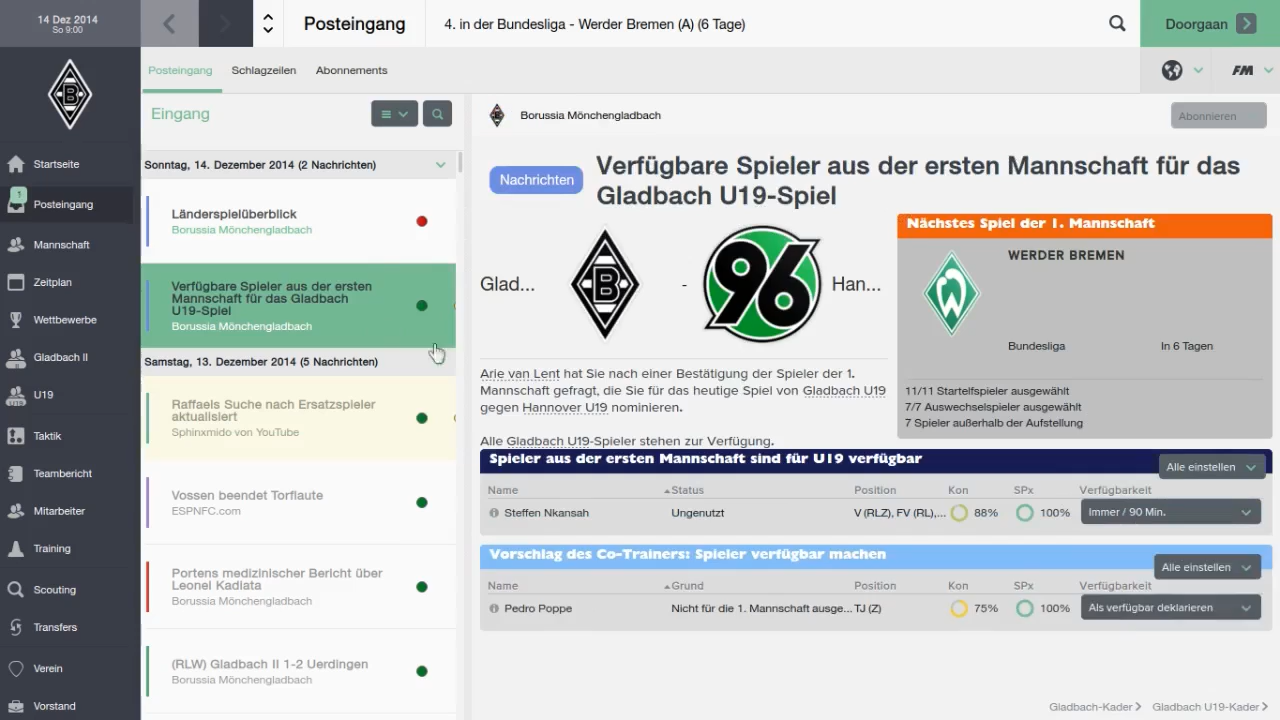 14 Dez 2014
So 9:00
Posteingang
4. in der Bundesliga - Werder Bremen (A) (6 Tage)
Doorgaan
Posteingang
Schlagzeilen
Abonnements
FM
Startseite
1
Posteingang
Mannschaft
Zeitplan
Wettbewerbe
Gladbach II
U19
Taktik
Teambericht
Mitarbeiter
Training
Scouting
Transfers
Verein
Vorstand
Eingang
Sonntag, 14. Dezember 2014 (2 Nachrichten)
Länderspielüberblick
Borussia Mönchengladbach
Verfügbare Spieler aus der ersten
Mannschaft für das Gladbach
U19-Spiel
Borussia Mönchengladbach
Samstag, 13. Dezember 2014 (5 Nachrichten)
Raffaels Suche nach Ersatzspieler
aktualisiert
Sphinxmido von YouTube
Vossen beendet Torflaute
ESPNFC.com
Portens medizinischer Bericht über
Leonel Kadiata
Borussia Mönchengladbach
(RLW) Gladbach II 1-2 Uerdingen
Borussia Mönchengladbach
Borussia Mönchengladbach
Abonnieren
Nachrichten
Verfügbare Spieler aus der ersten Mannschaft für das
Gladbach U19-Spiel
Glad...
B
-
96
Han...
Arie van Lent hat Sie nach einer Bestätigung der Spieler der 1.
Mannschaft gefragt, die Sie für das heutige Spiel von Gladbach U19
gegen Hannover U19 nominieren.
Alle Gladbach U19-Spieler stehen zur Verfügung.
Nächstes Spiel der 1. Mannschaft
W
WERDER BREMEN
Bundesliga
In 6 Tagen
11/11 Startelfspieler ausgewählt
7/7 Auswechselspieler ausgewählt
7 Spieler außerhalb der Aufstellung
Spieler aus der ersten Mannschaft sind für U19 verfügbar
Alle einstellen
Name Status Position Kon SPx Verfügbarkeit
Steffen Nkansah Ungenutzt V (RLZ), FV (RL),... 88% 100% Immer / 90 Min.
Vorschlag des Co-Trainers: Spieler verfügbar machen
Alle einstellen
Name Grund Position Kon SPx Verfügbarkeit
Pedro Poppe Nicht für die 1. Mannschaft ausge... TJ (Z) 75% 100% Als verfügbar deklarieren
Gladbach-Kader Gladbach U19-Kader